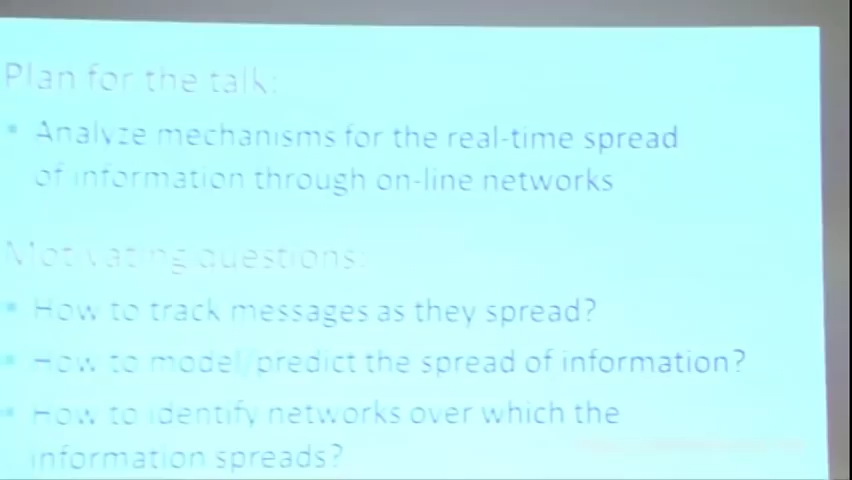 Plan for the talk:
• Analyze mechanisms for the real-time spread
of information through on-line networks
Motivating questions:
• How to track messages as they spread?
• How to model/predict the spread of information?
• How to identify networks over which the
information spreads?